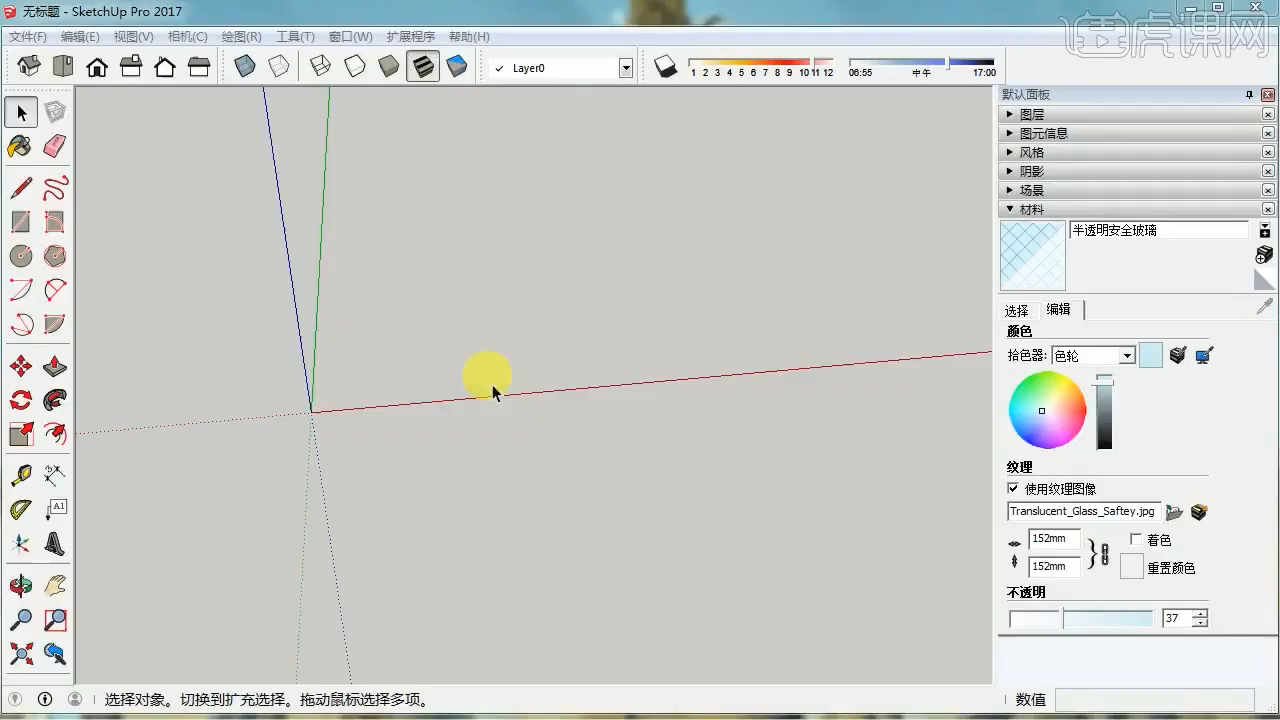 无标题 - SketchUp Pro 2017
虎课网
文件(F) 编辑(E) 视图(V) 相机(C) 绘图(R) 工具(T) 窗口(W) 扩展程序 帮助(H)
Layer0
1 2 3 4 5 6 7 8 9 10 11 12
06:55 中午 17:00
默认面板
图层
图元信息
风格
阴影
场景
材料
半透明安全玻璃
选择 编辑
颜色
拾色器: 色轮
纹理
使用纹理图像
Translucent_Glass_Saftey.jpg
152mm
着色
152mm
重置颜色
不透明
37
A1
选择对象。切换到扩充选择。拖动鼠标选择多项。
数值